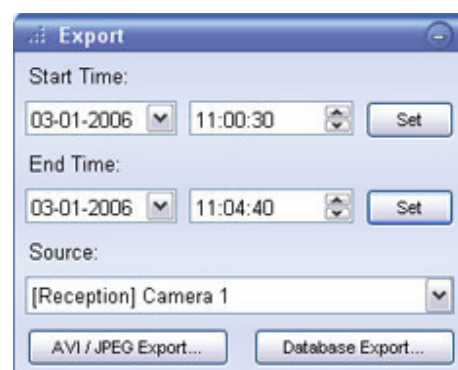 Export
Start Time:
03-01-2006 11:00:30 Set
End Time:
03-01-2006 11:04:40 Set
Source:
[Reception] Camera 1
AVI / JPEG Export... Database Export...